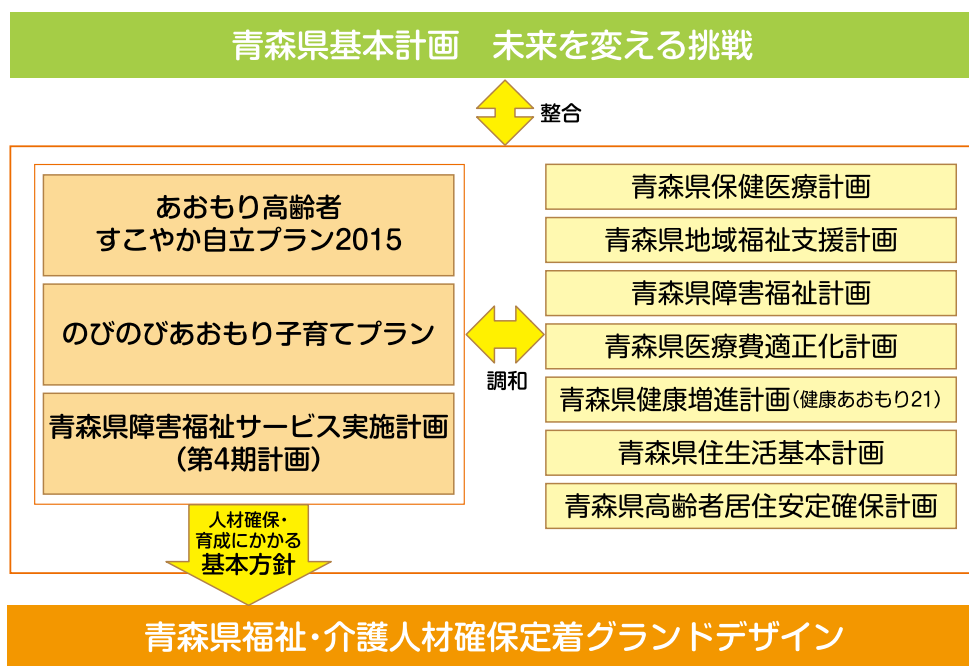 青森県基本計画　未来を変える挑戦
整合
あおもり高齢者
すこやか自立プラン2015
のびのびあおもり子育てプラン
青森県障害福祉サービス実施計画
（第4期計画）
調和
青森県保健医療計画
青森県地域福祉支援計画
青森県障害福祉計画
青森県医療費適正化計画
青森県健康増進計画（健康あおもり21）
青森県住生活基本計画
青森県高齢者居住安定確保計画
人材確保・
育成にかかる
基本方針
青森県福祉・介護人材確保定着グランドデザイン